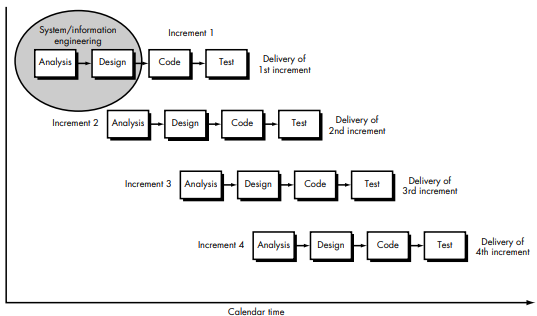 System/information
engineering
Increment 1
Analysis
Design
Code
Test
Delivery of
1st increment
Increment 2
Analysis
Design
Code
Test
Delivery of
2nd increment
Increment 3
Analysis
Design
Code
Test
Delivery of
3rd increment
Increment 4
Analysis
Design
Code
Test
Delivery of
4th increment
Calendar time